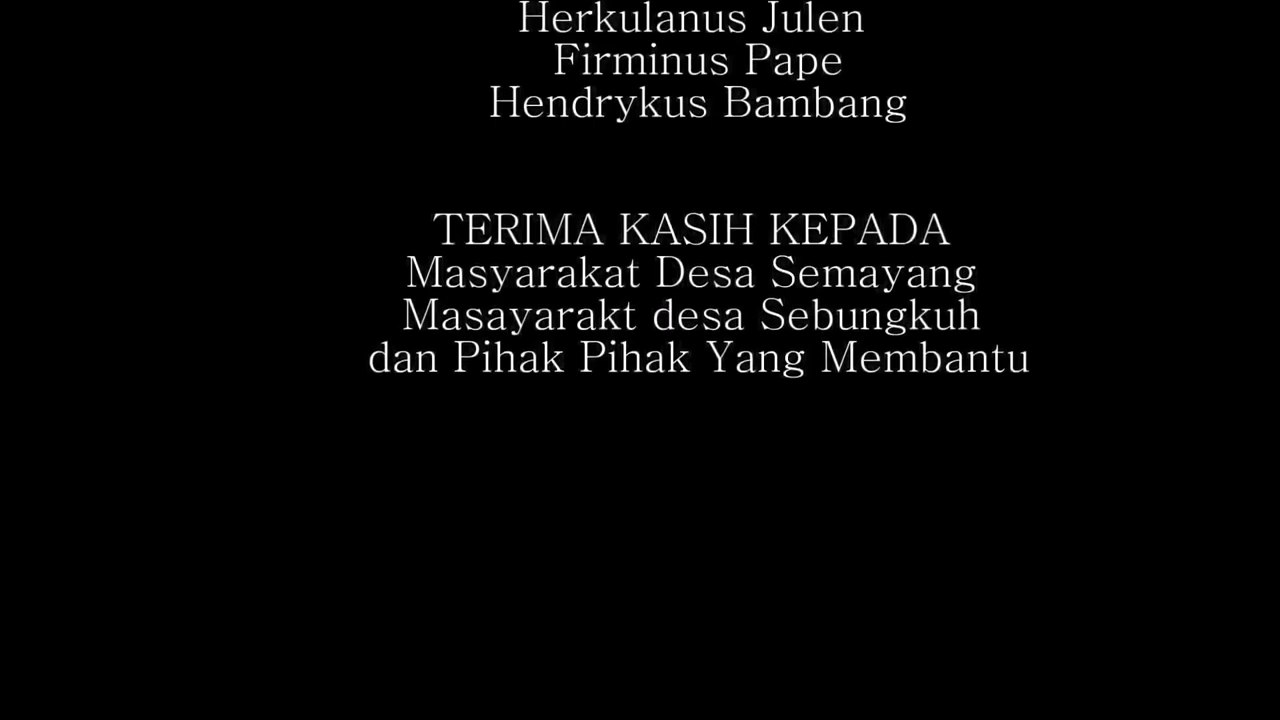 Herkulanus Julen
Firminus Pape
Hendrykus Bambang
TERIMA KASIH KEPADA
Masyarakat Desa Semayang
Masayarakt desa Sebungkuh
dan Pihak Pihak Yang Membantu